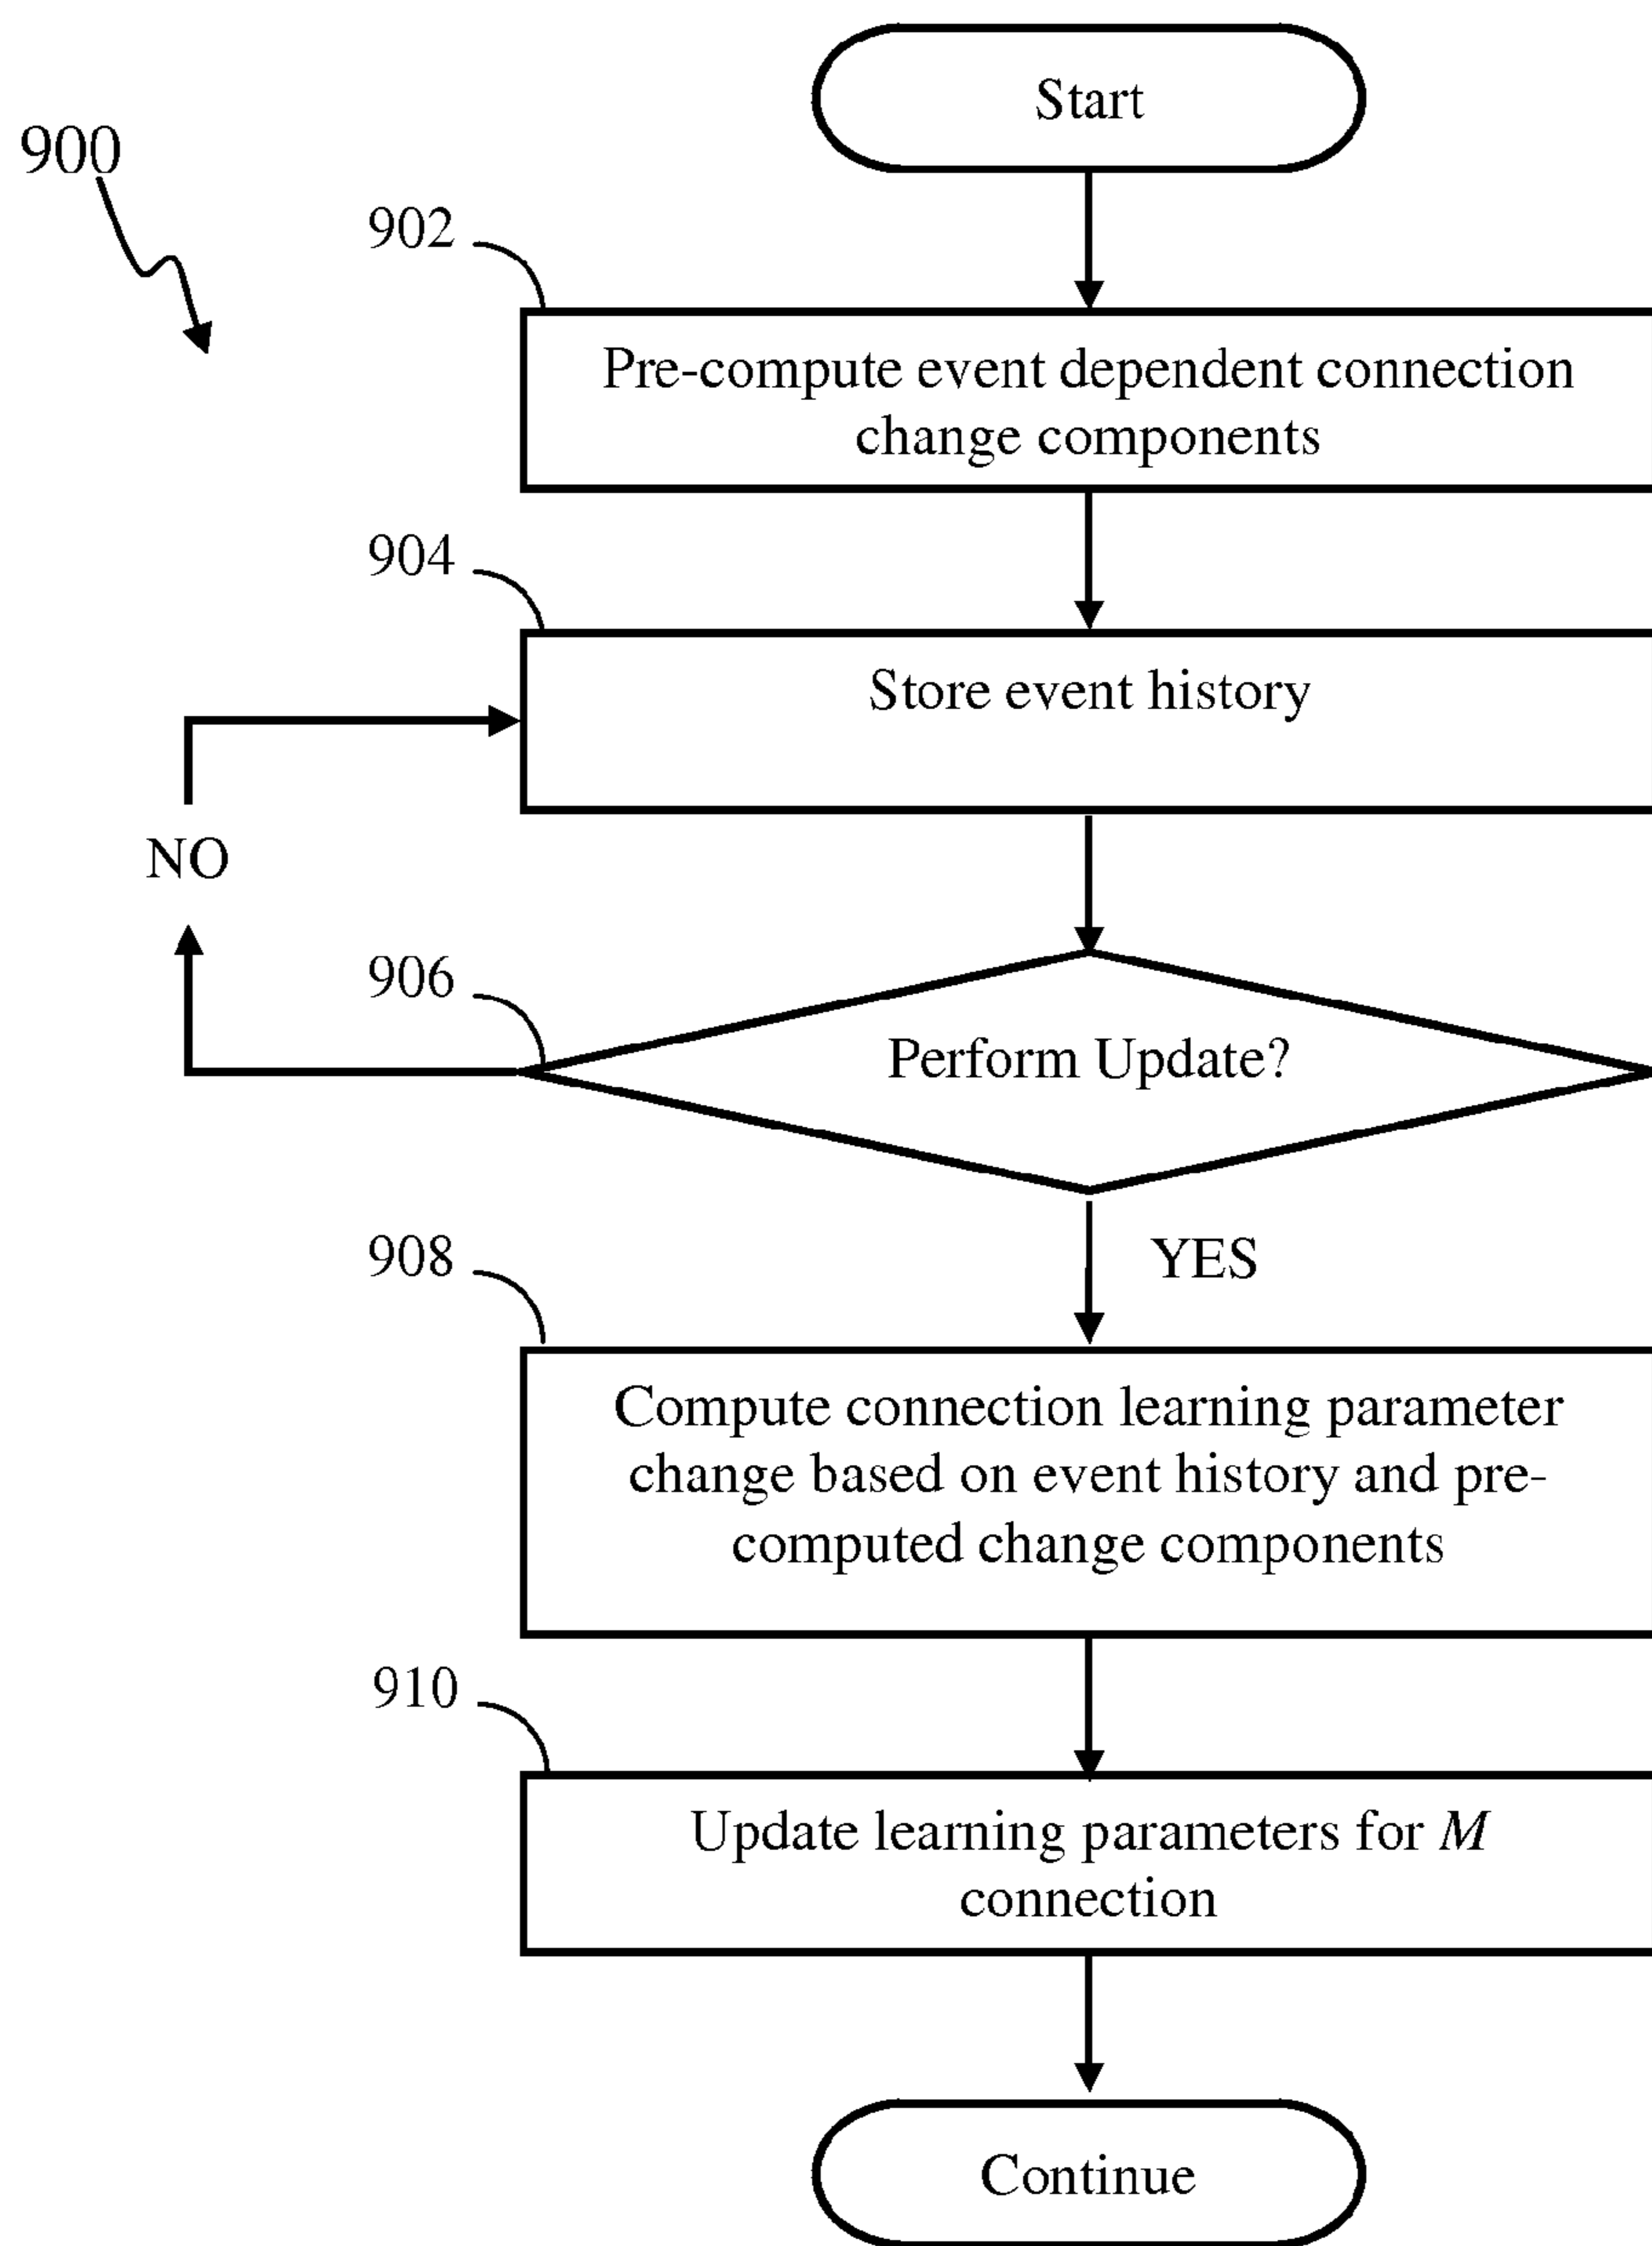 Start
900
902
Pre-compute event dependent connection
change components
904
Store event history
NO
906
Perform Update?
YES
908
Compute connection learning parameter
change based on event history and pre-
computed change components
910
Update learning parameters for M
connection
Continue